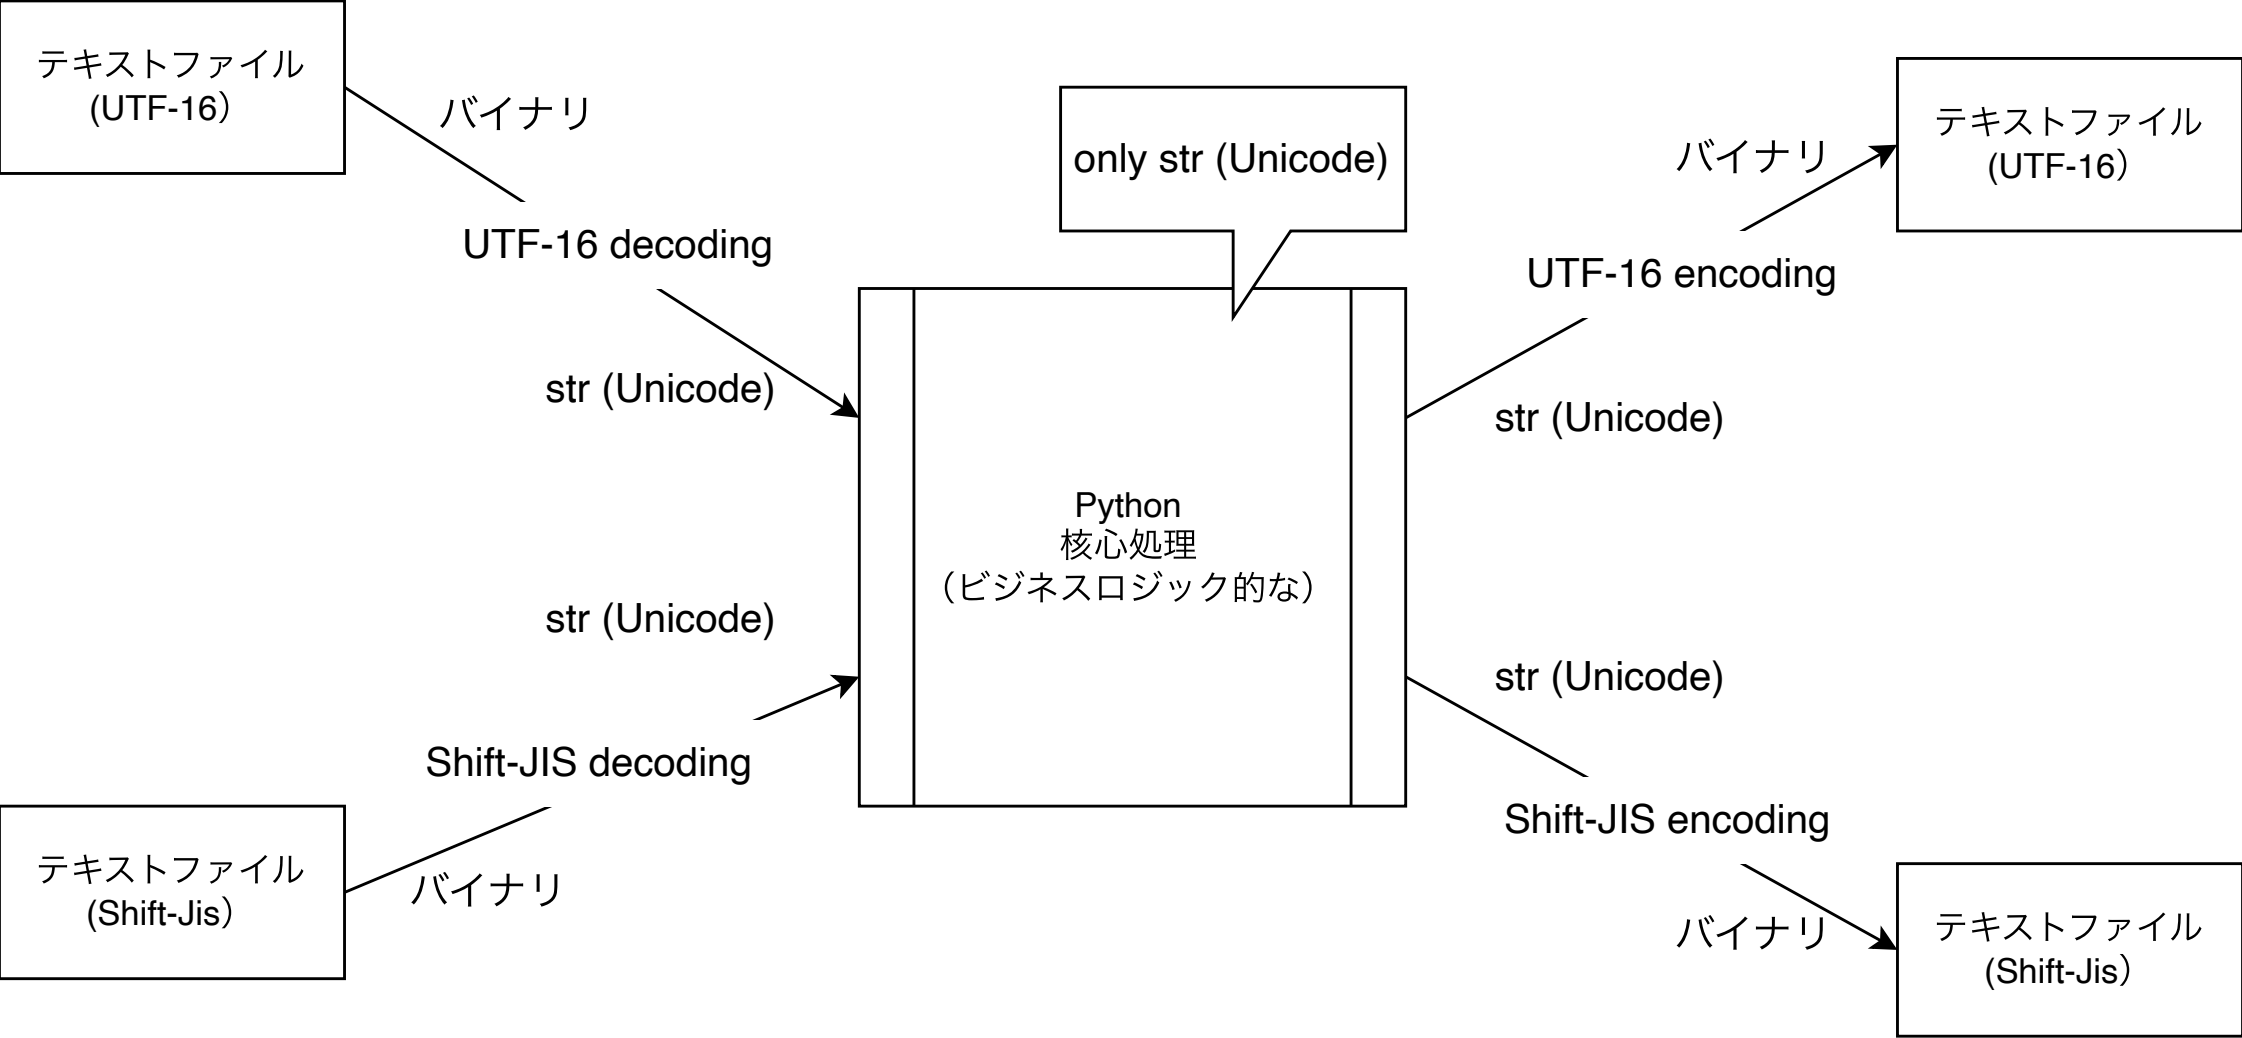 テキストファイル
(UTF-16）
バイナリ
UTF-16 decoding
str (Unicode)
str (Unicode)
Shift-JIS decoding
バイナリ
テキストファイル
(Shift-Jis）
only str (Unicode)
Python
核心処理
（ビジネスロジック的な）
テキストファイル
(UTF-16）
バイナリ
UTF-16 encoding
str (Unicode)
str (Unicode)
Shift-JIS encoding
バイナリ
テキストファイル
(Shift-Jis）